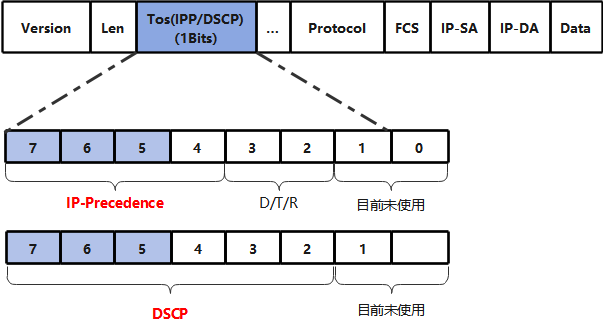 Version Len Tos(IPP/DSCP) ... Protocol FCS IP-SA IP-DA Data
(1Bits)
7 6 5 4 3 2 1 0
IP-Precedence D/T/R 目前未使用
7 6 5 4 3 2 1
DSCP 目前未使用